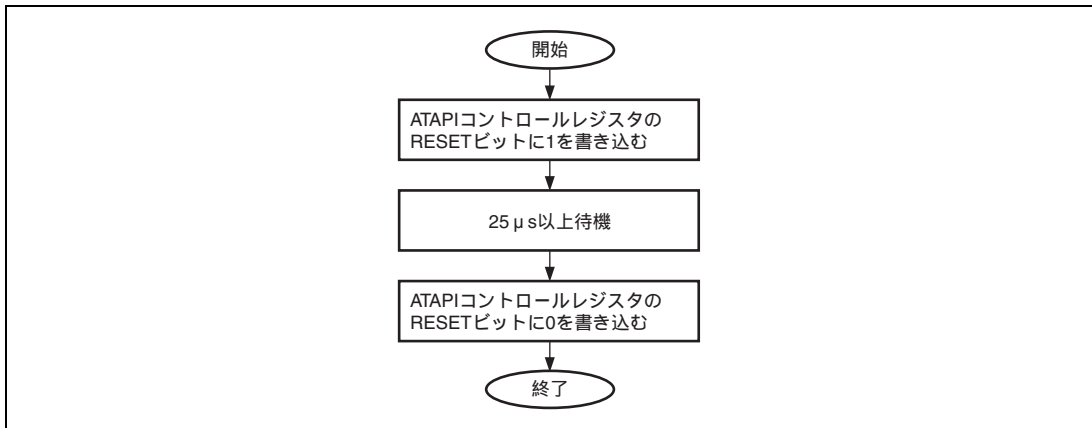 開始
ATAPIコントロールレジスタの
RESETビットに1を書き込む
25μs以上待機
ATAPIコントロールレジスタの
RESETビットに0を書き込む
終了